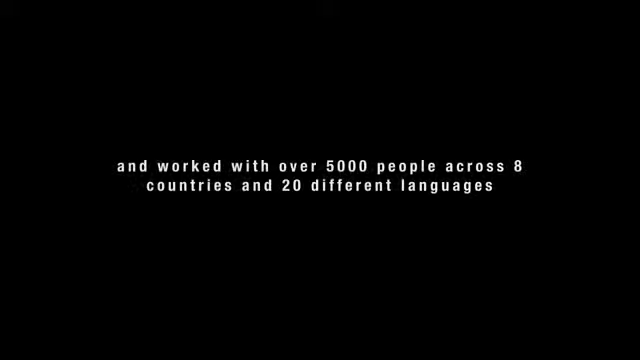 and worked with over 5000 people across 8
countries and 20 different languages